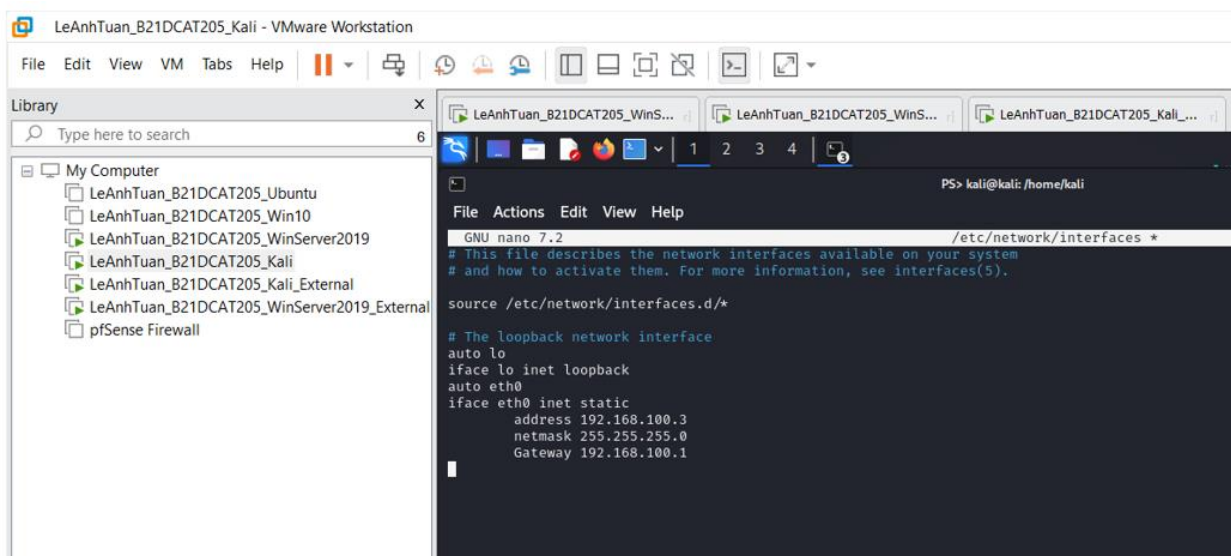 LeAnhTuan_B21DCAT205_Kali - VMware Workstation
File Edit View VM Tabs Help
Library X
Type here to search 6
My Computer
LeAnhTuan_B21DCAT205_Ubuntu
LeAnhTuan_B21DCAT205_Win10
LeAnhTuan_B21DCAT205_WinServer2019
LeAnhTuan_B21DCAT205_Kali
LeAnhTuan_B21DCAT205_Kali_External
LeAnhTuan_B21DCAT205_WinServer2019_External
pfSense Firewall
LeAnhTuan_B21DCAT205_WinS... LeAnhTuan_B21DCAT205_WinS... LeAnhTuan_B21DCAT205_Kali_...
1 2 3 4 3
PS> kali@kali: /home/kali
File Actions Edit View Help
GNU nano 7.2 /etc/network/interfaces *
# This file describes the network interfaces available on your system
# and how to activate them. For more information, see interfaces(5).
source /etc/network/interfaces.d/*
# The loopback network interface
auto lo
iface lo inet loopback
auto eth0
iface eth0 inet static
address 192.168.100.3
netmask 255.255.255.0
Gateway 192.168.100.1